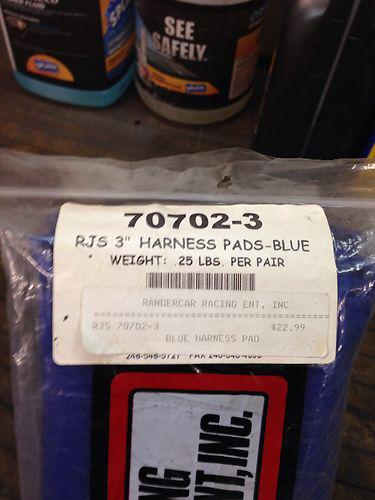 SEE
SAFELY.
70702-3
RJS 3" HARNESS PADS-BLUE
WEIGHT: .25 LBS. PER PAIR
RANDERCAR RACING ENT. INC
RJS 70702-3 $22.99
BLUE HARNESS PAD
NG
NT, INC.